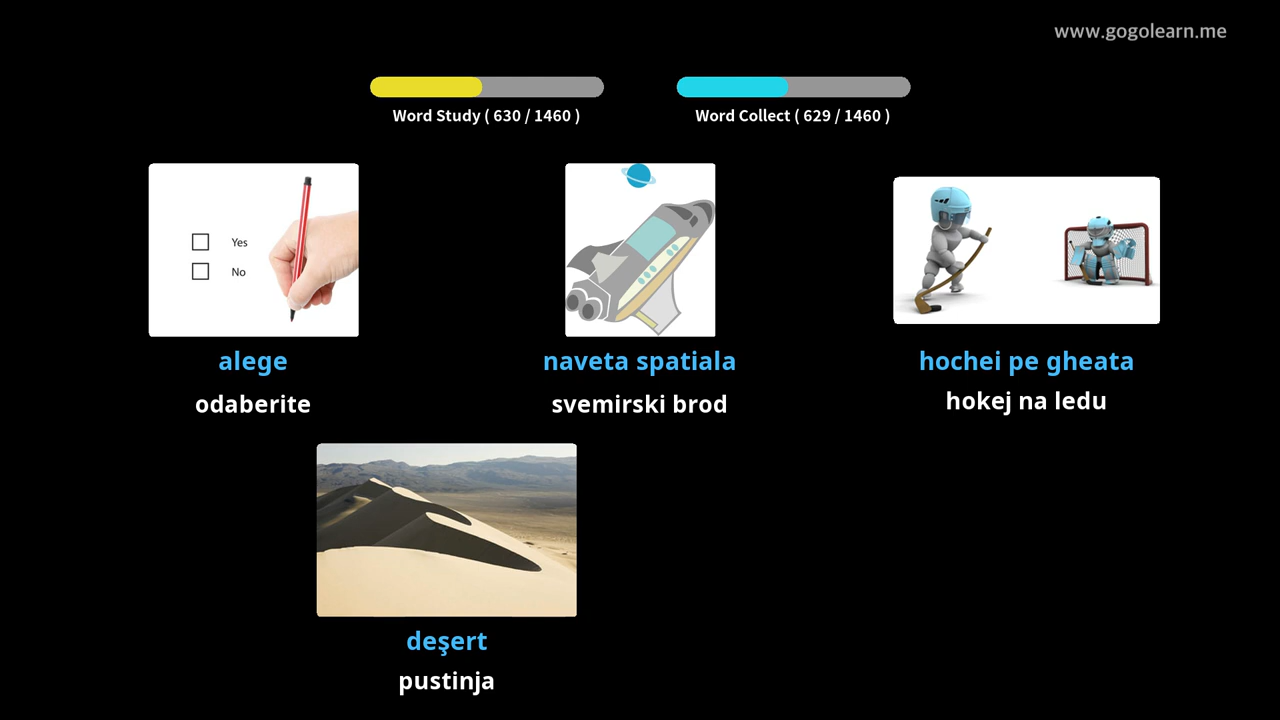 www.gogolearn.me
Word Study ( 630 / 1460 )
Word Collect ( 629 / 1460 )
Yes
No
alege
odaberite
naveta spatiala
svemirski brod
hochei pe gheata
hokej na ledu
deşert
pustinja